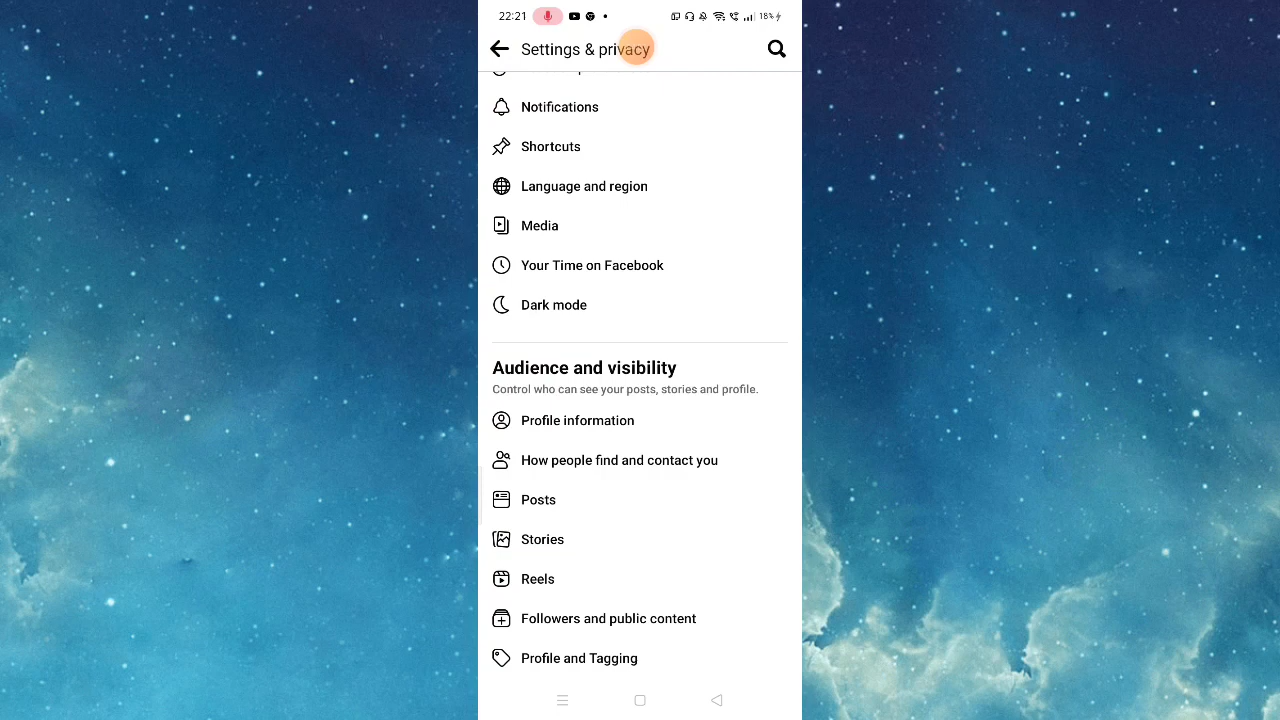 22:21 18%
Settings & privacy
Notifications
Shortcuts
Language and region
Media
Your Time on Facebook
Dark mode
Audience and visibility
Control who can see your posts, stories and profile.
Profile information
How people find and contact you
Posts
Stories
Reels
Followers and public content
Profile and Tagging